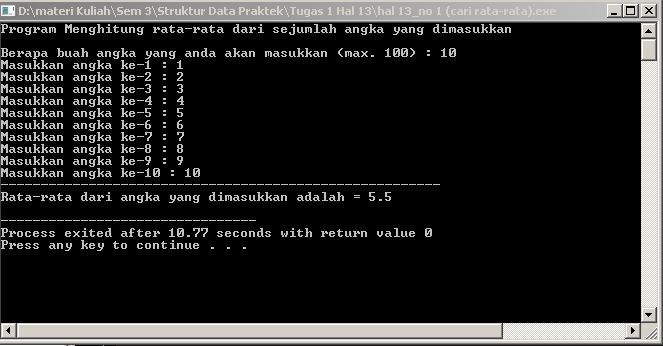 D:\materi Kuliah\Sem 3\Struktur Data Praktek\Tugas 1 Hal 13\hal 13_no 1 (cari rata-rata).exe
Program Menghitung rata-rata dari sejumlah angka yang dimasukkan
Berapa buah angka yang anda akan masukkan (max. 100) : 10
Masukkan angka ke-1 : 1
Masukkan angka ke-2 : 2
Masukkan angka ke-3 : 3
Masukkan angka ke-4 : 4
Masukkan angka ke-5 : 5
Masukkan angka ke-6 : 6
Masukkan angka ke-7 : 7
Masukkan angka ke-8 : 8
Masukkan angka ke-9 : 9
Masukkan angka ke-10 : 10
-------------------------------------------------------
Rata-rata dari angka yang dimasukkan adalah = 5.5
--------------------------------
Process exited after 10.77 seconds with return value 0
Press any key to continue . . .